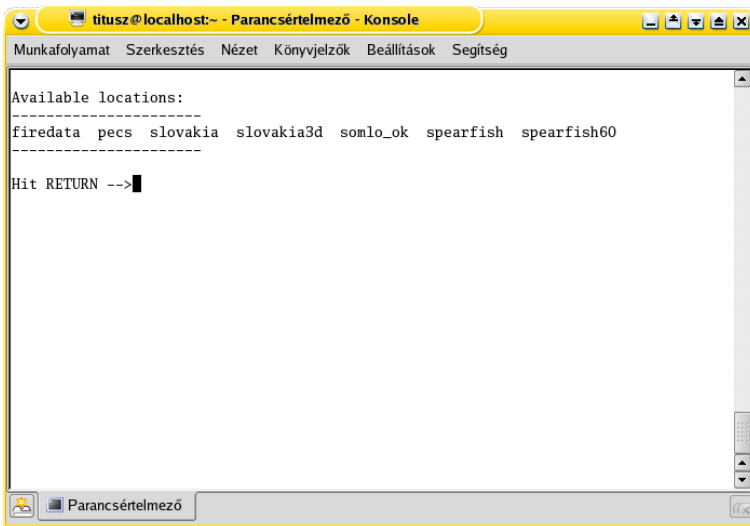 titusz@localhost:~ - Parancsértelmező - Konsole
Munkafolyamat Szerkesztés Nézet Könyvjelzők Beállítások Segítség
Available locations:
----------------------
firedata pecs slovakia slovakia3d somlo_ok spearfish spearfish60
----------------------
Hit RETURN -->
Parancsértelmező